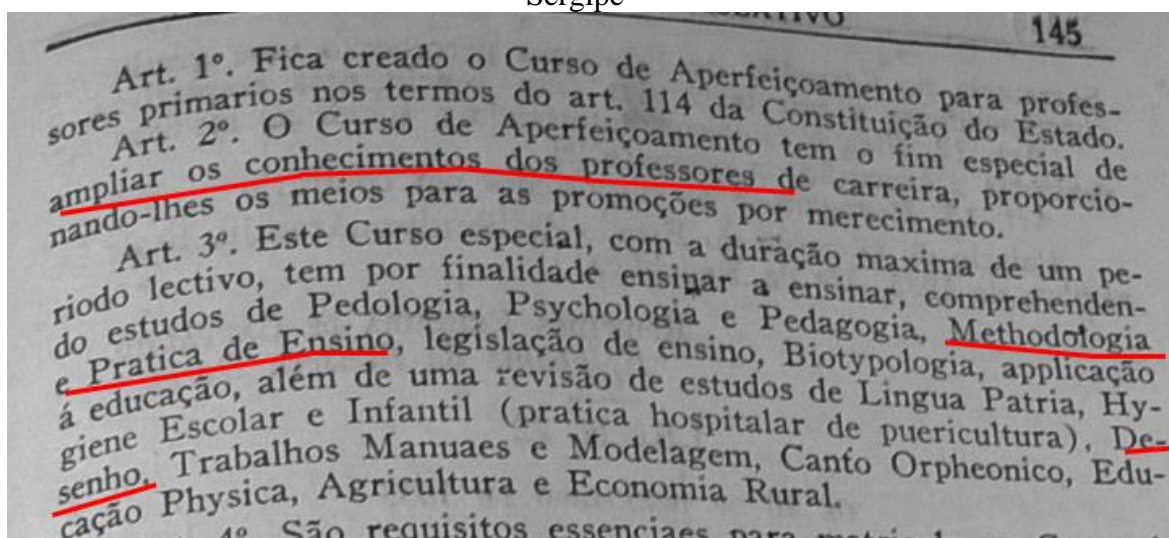 Sergipe
145
Art. 1º. Fica creado o Curso de Aperfeiçoamento para profes-
sores primarios nos termos do art. 114 da Constituição do Estado.
Art. 2º. O Curso de Aperfeiçoamento tem o fim especial de
ampliar os conhecimentos dos professores de carreira, proporcio-
nando-lhes os meios para as promoções por merecimento.
Art. 3º. Este Curso especial, com a duração maxima de um pe-
riodo lectivo, tem por finalidade ensinar a ensinar, comprehenden-
do estudos de Pedologia, Psychologia e Pedagogia, Methodologia
e Pratica de Ensino, legislação de ensino, Biotypologia, applicação
á educação, além de uma revisão de estudos de Lingua Patria, Hy-
giene Escolar e Infantil (pratica hospitalar de puericultura), De-
senho, Trabalhos Manuaes e Modelagem, Canto Orpheonico, Edu-
cação Physica, Agricultura e Economia Rural.
4º. São requisitos essenciaes para